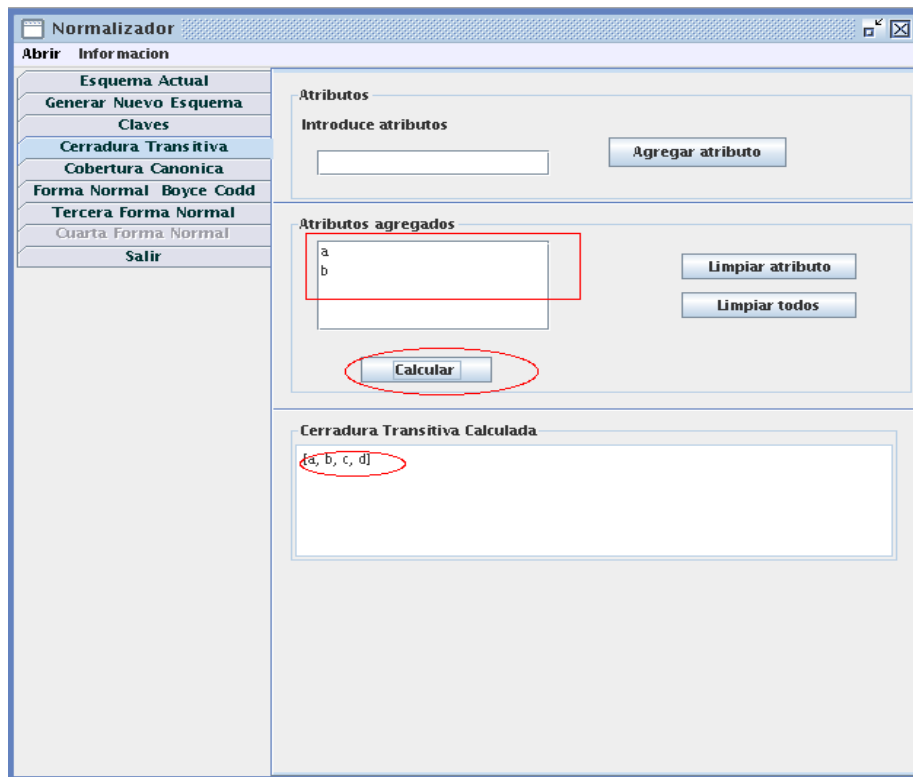 Normalizador
Abrir Informacion
Esquema Actual
Generar Nuevo Esquema
Claves
Cerradura Transitiva
Cobertura Canonica
Forma Normal Boyce Codd
Tercera Forma Normal
Cuarta Forma Normal
Salir
Atributos
Introduce atributos
Agregar atributo
Atributos agregados
a
b
Limpiar atributo
Limpiar todos
Calcular
Cerradura Transitiva Calculada
[a, b, c, d]